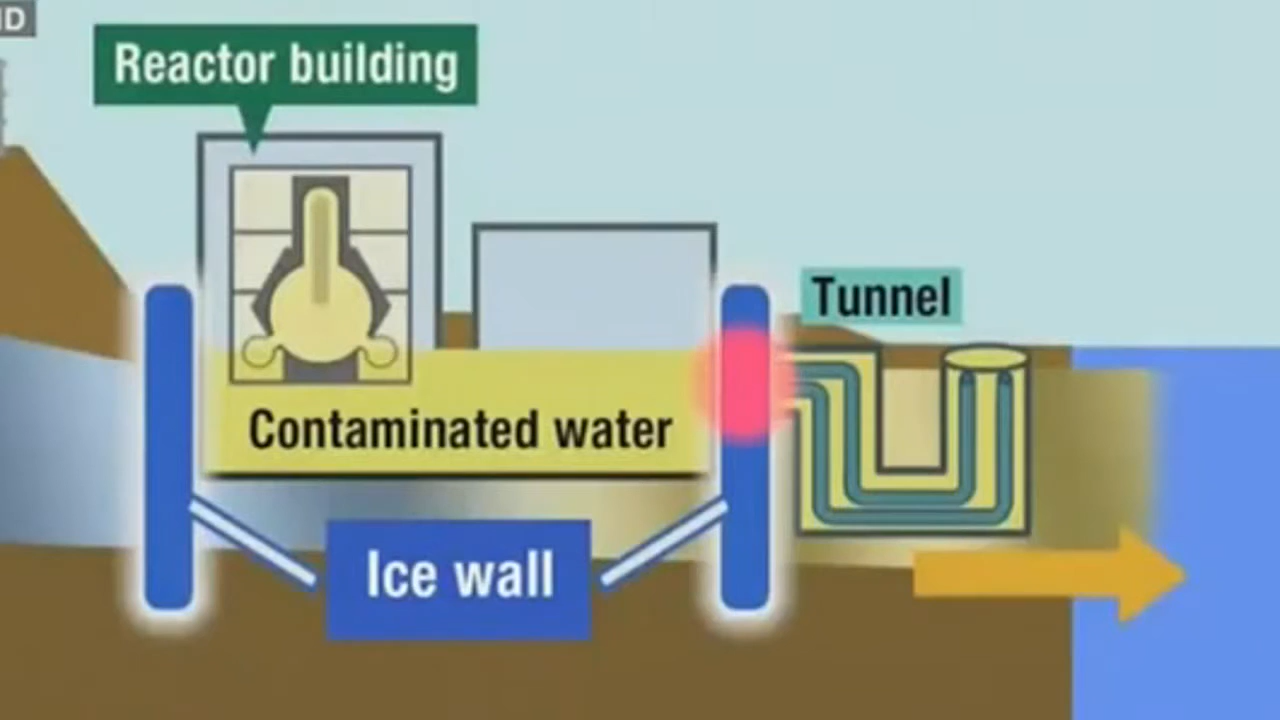 Reactor building
Tunnel
Contaminated water
Ice wall